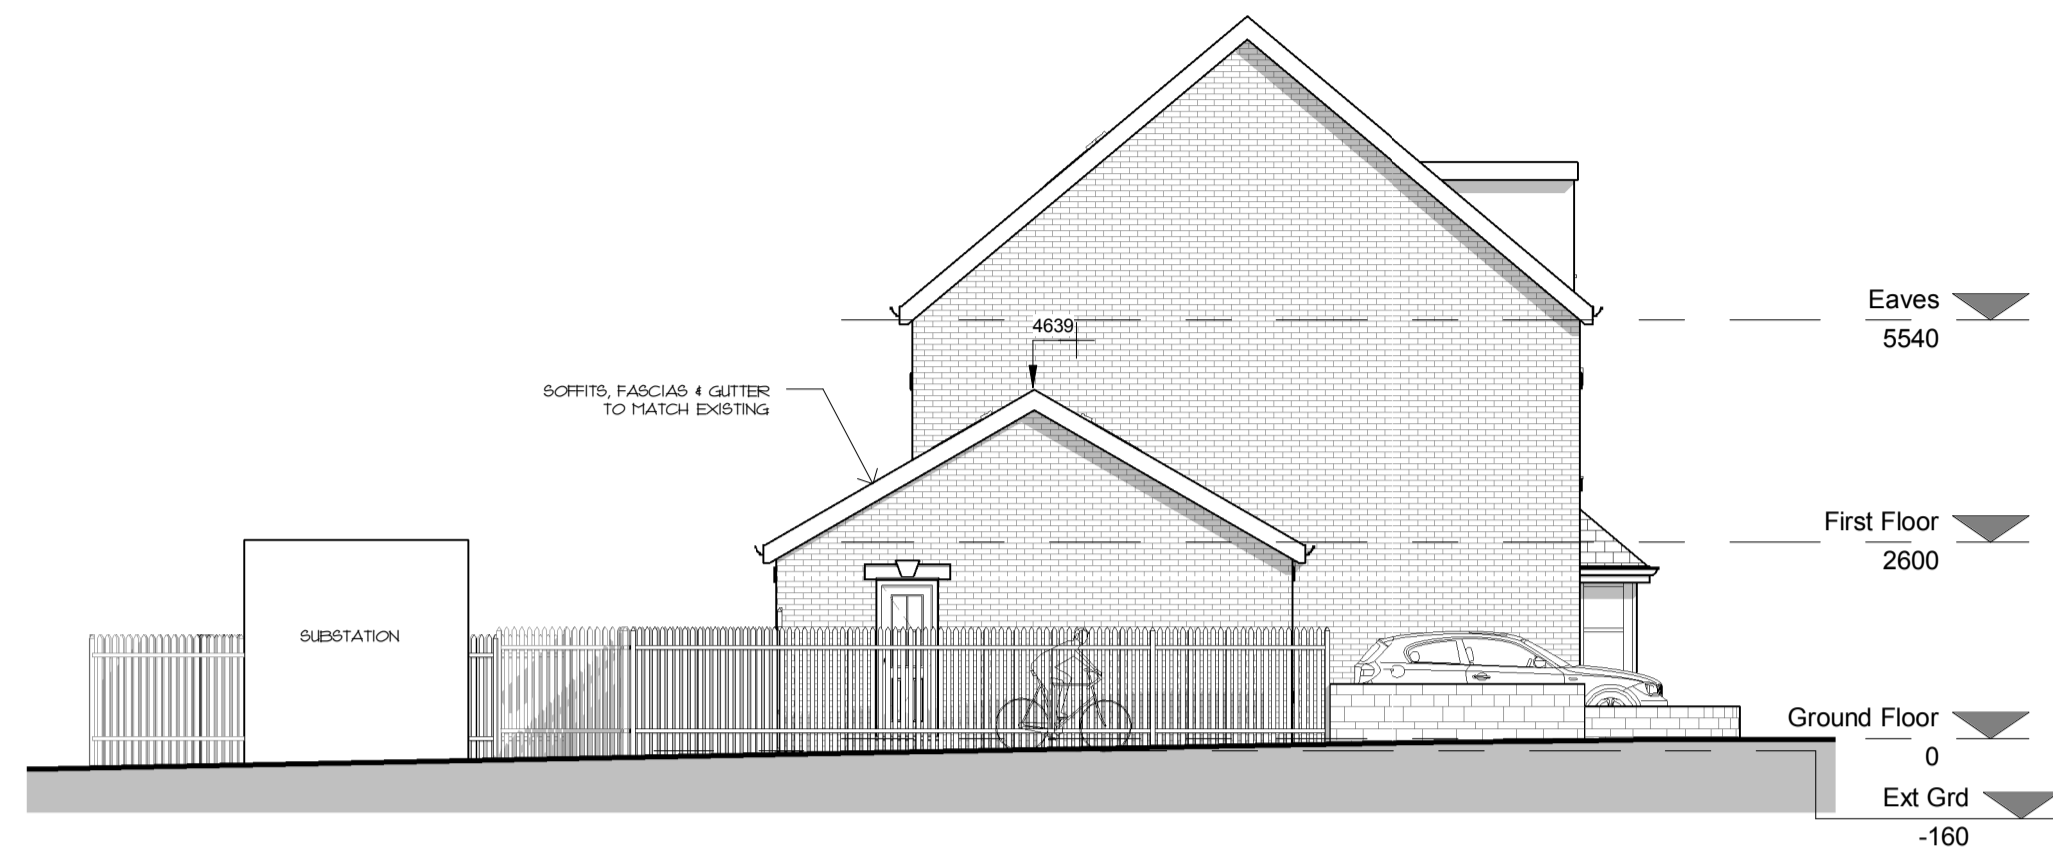 Eaves
5540
4639
SOFFITS, FASCIAS & GUTTER
TO MATCH EXISTING
First Floor
2600
SUBSTATION
Ground Floor
0
Ext Grd
-160